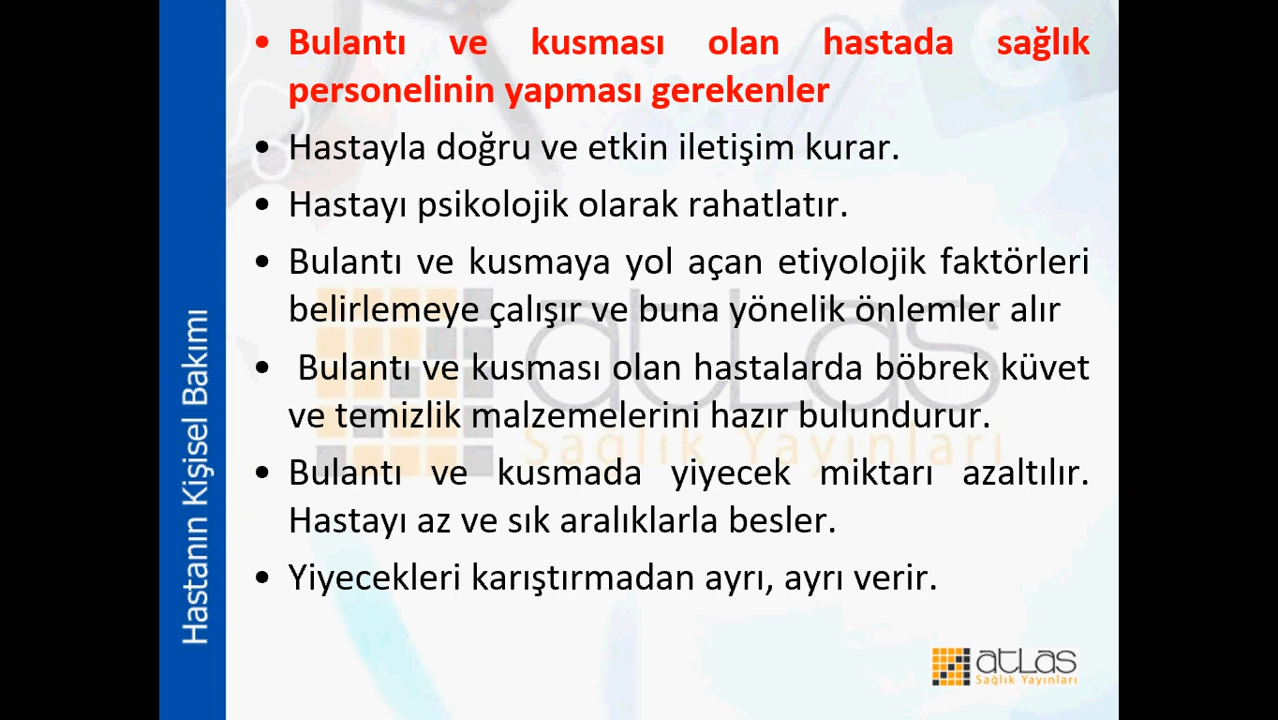 • Bulantı ve kusması olan hastada sağlık
personelinin yapması gerekenler
• Hastayla doğru ve etkin iletişim kurar.
• Hastayı psikolojik olarak rahatlatır.
• Bulantı ve kusmaya yol açan etiyolojik faktörleri
belirlemeye çalışır ve buna yönelik önlemler alır
• Bulantı ve kusması olan hastalarda böbrek küvet
ve temizlik malzemelerini hazır bulundurur.
• Bulantı ve kusmada yiyecek miktarı azaltılır.
Hastayı az ve sık aralıklarla besler.
• Yiyecekleri karıştırmadan ayrı, ayrı verir.
Hastanın Kişisel Bakımı
atLas
Sağlık Yayınları
atLas
Sağlık Yayınları